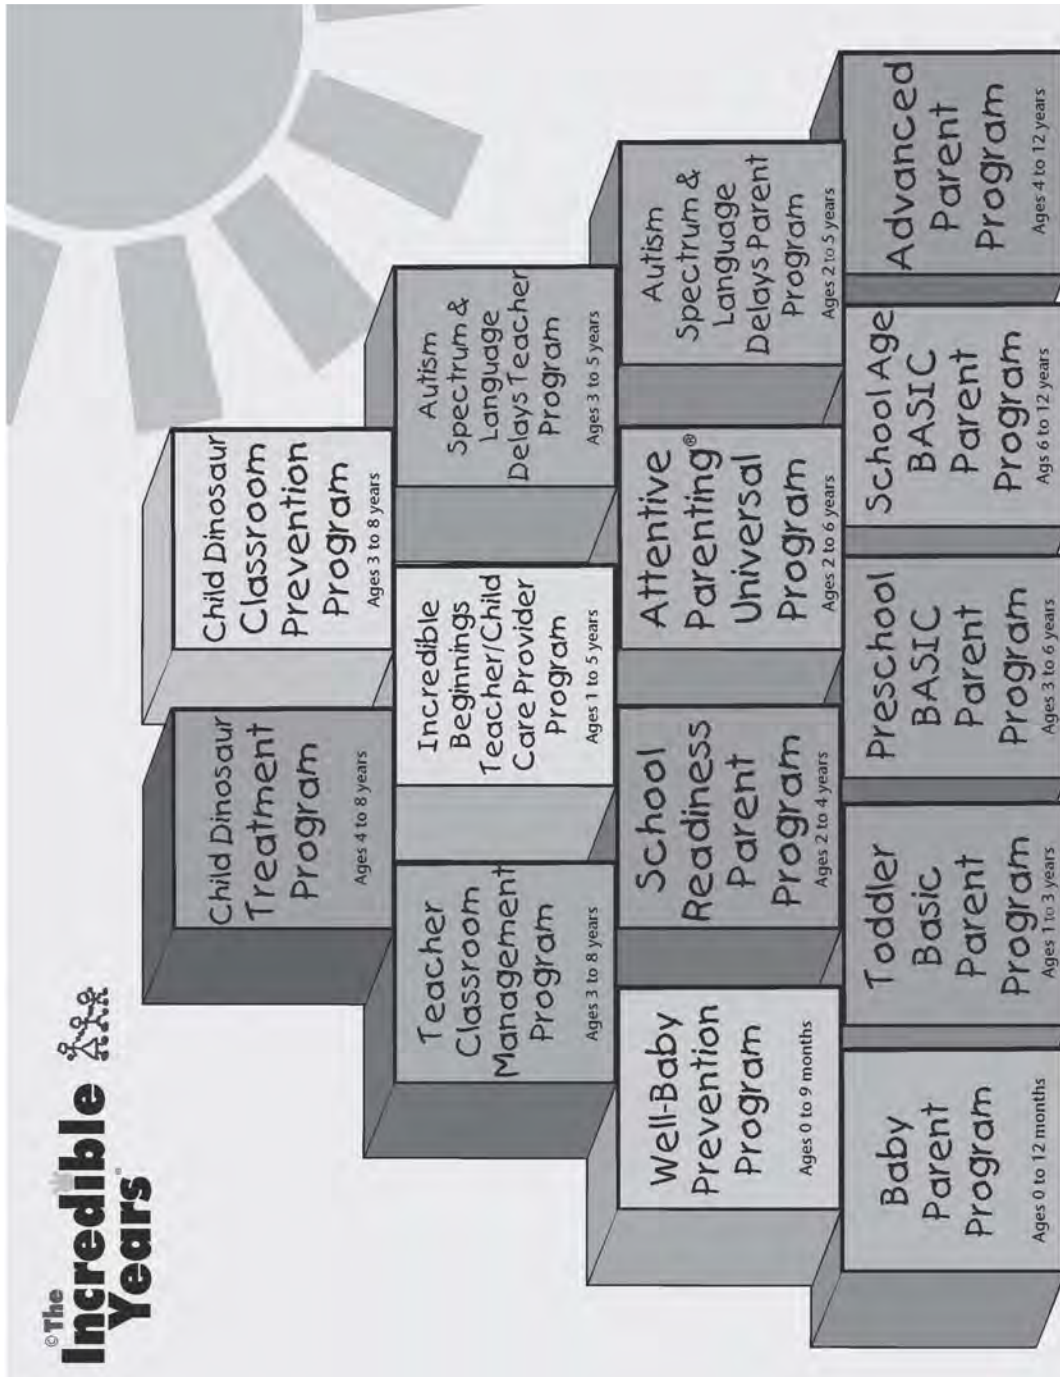 ©The
Incredible
Years®
Child Dinosaur
Treatment
Program
Ages 4 to 8 years
Child Dinosaur
Classroom
Prevention
Program
Ages 3 to 8 years
Teacher
Classroom
Management
Program
Ages 3 to 8 years
Incredible
Beginnings
Teacher/Child
Care Provider
Program
Ages 1 to 5 years
Autism
Spectrum &
Language
Delays Teacher
Program
Ages 3 to 5 years
Well-Baby
Prevention
Program
Ages 0 to 9 months
School
Readiness
Parent
Program
Ages 2 to 4 years
Attentive
Parenting®
Universal
Program
Ages 2 to 6 years
Autism
Spectrum &
Language
Delays Parent
Program
Ages 2 to 5 years
Baby
Parent
Program
Ages 0 to 12 months
Toddler
Basic
Parent
Program
Ages 1 to 3 years
Preschool
BASIC
Parent
Program
Ages 3 to 6 years
School Age
BASIC
Parent
Program
Ags 6 to 12 years
Advanced
Parent
Program
Ages 4 to 12 years